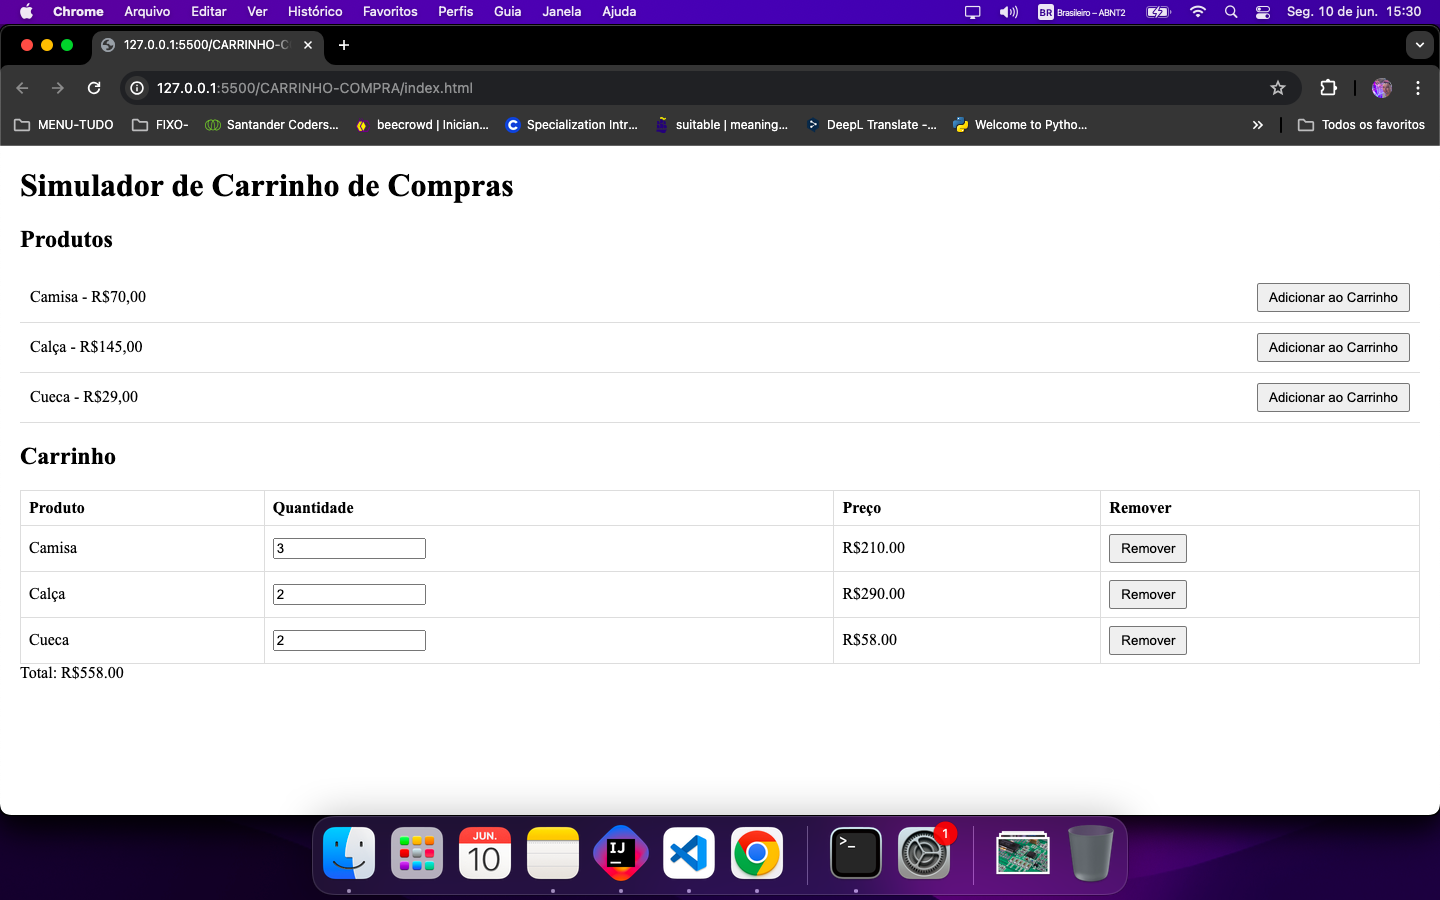 Chrome Arquivo Editar Ver Histórico Favoritos Perfis Guia Janela Ajuda BR Brasileiro – ABNT2 Seg. 10 de jun. 15:30
127.0.0.1:5500/CARRINHO-C
127.0.0.1:5500/CARRINHO-COMPRA/index.html
MENU-TUDO FIXO- Santander Coders... beecrowd | Inician... Specialization Intr... suitable | meaning... DeepL Translate -... Welcome to Pytho... » Todos os favoritos
Simulador de Carrinho de Compras
Produtos
Camisa - R$70,00 Adicionar ao Carrinho
Calça - R$145,00 Adicionar ao Carrinho
Cueca - R$29,00 Adicionar ao Carrinho
Carrinho
Produto Quantidade Preço Remover
Camisa 3 R$210.00 Remover
Calça 2 R$290.00 Remover
Cueca 2 R$58.00 Remover
Total: R$558.00
JUN. 1
10 IJ >_